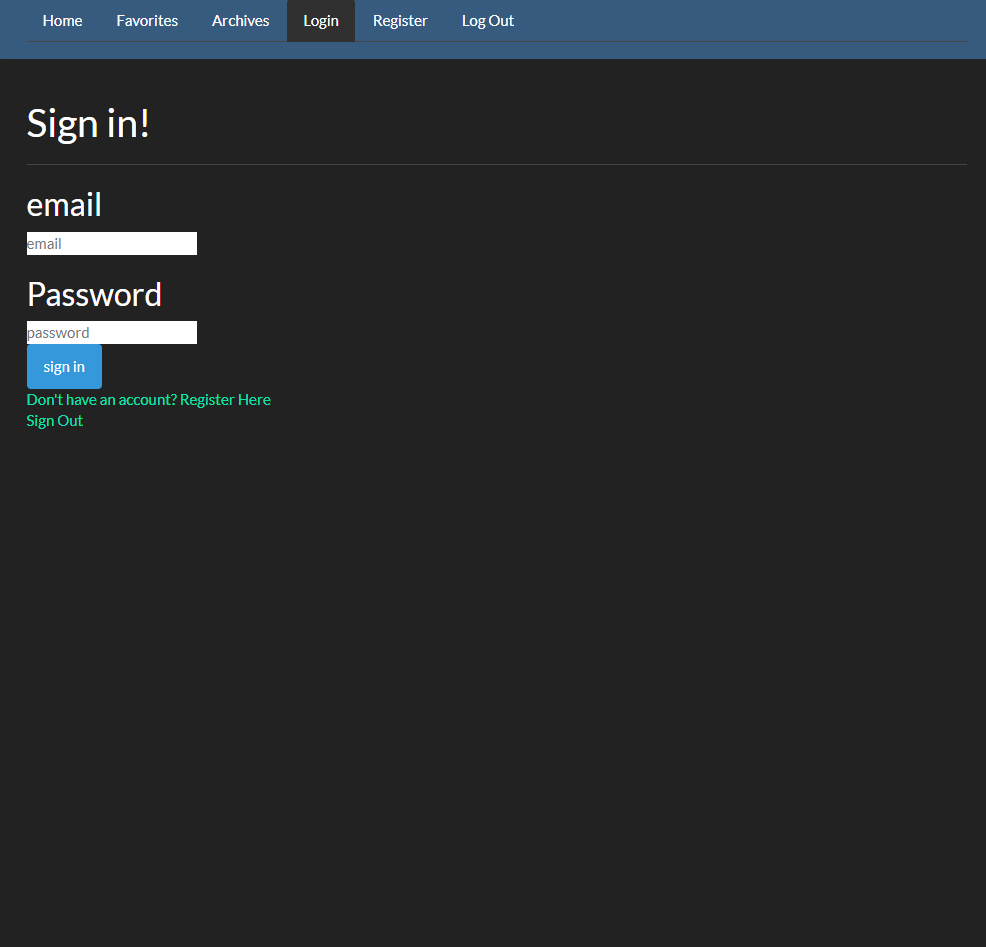 Home Favorites Archives Login Register Log Out
Sign in!
email
email
Password
password
sign in
Don't have an account? Register Here
Sign Out